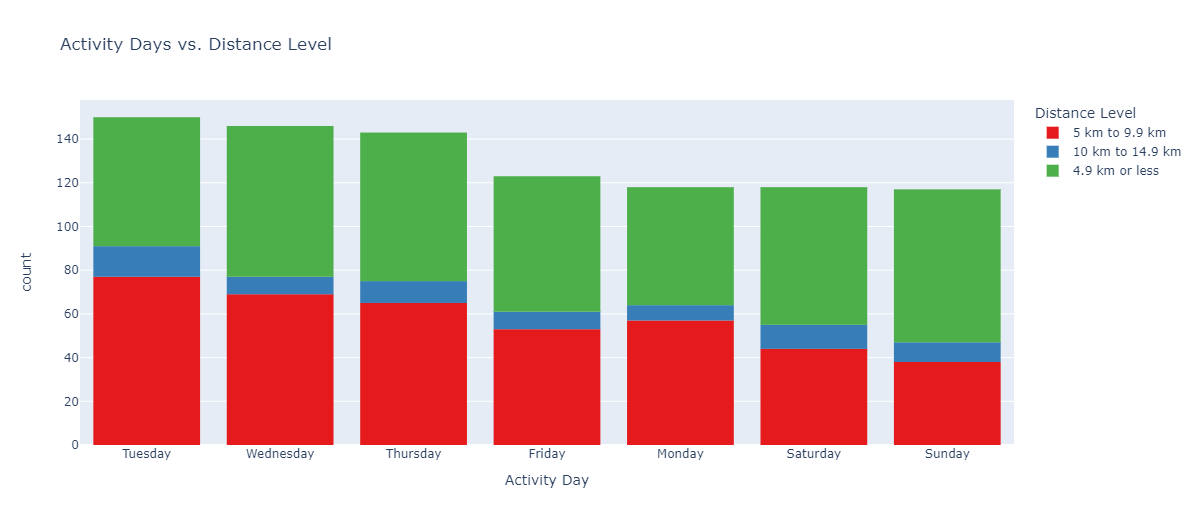 Activity Days vs. Distance Level
Distance Level
5 km to 9.9 km
10 km to 14.9 km
4.9 km or less
count
140
120
100
80
60
40
20
0
Tuesday Wednesday Thursday Friday Monday Saturday Sunday
Activity Day